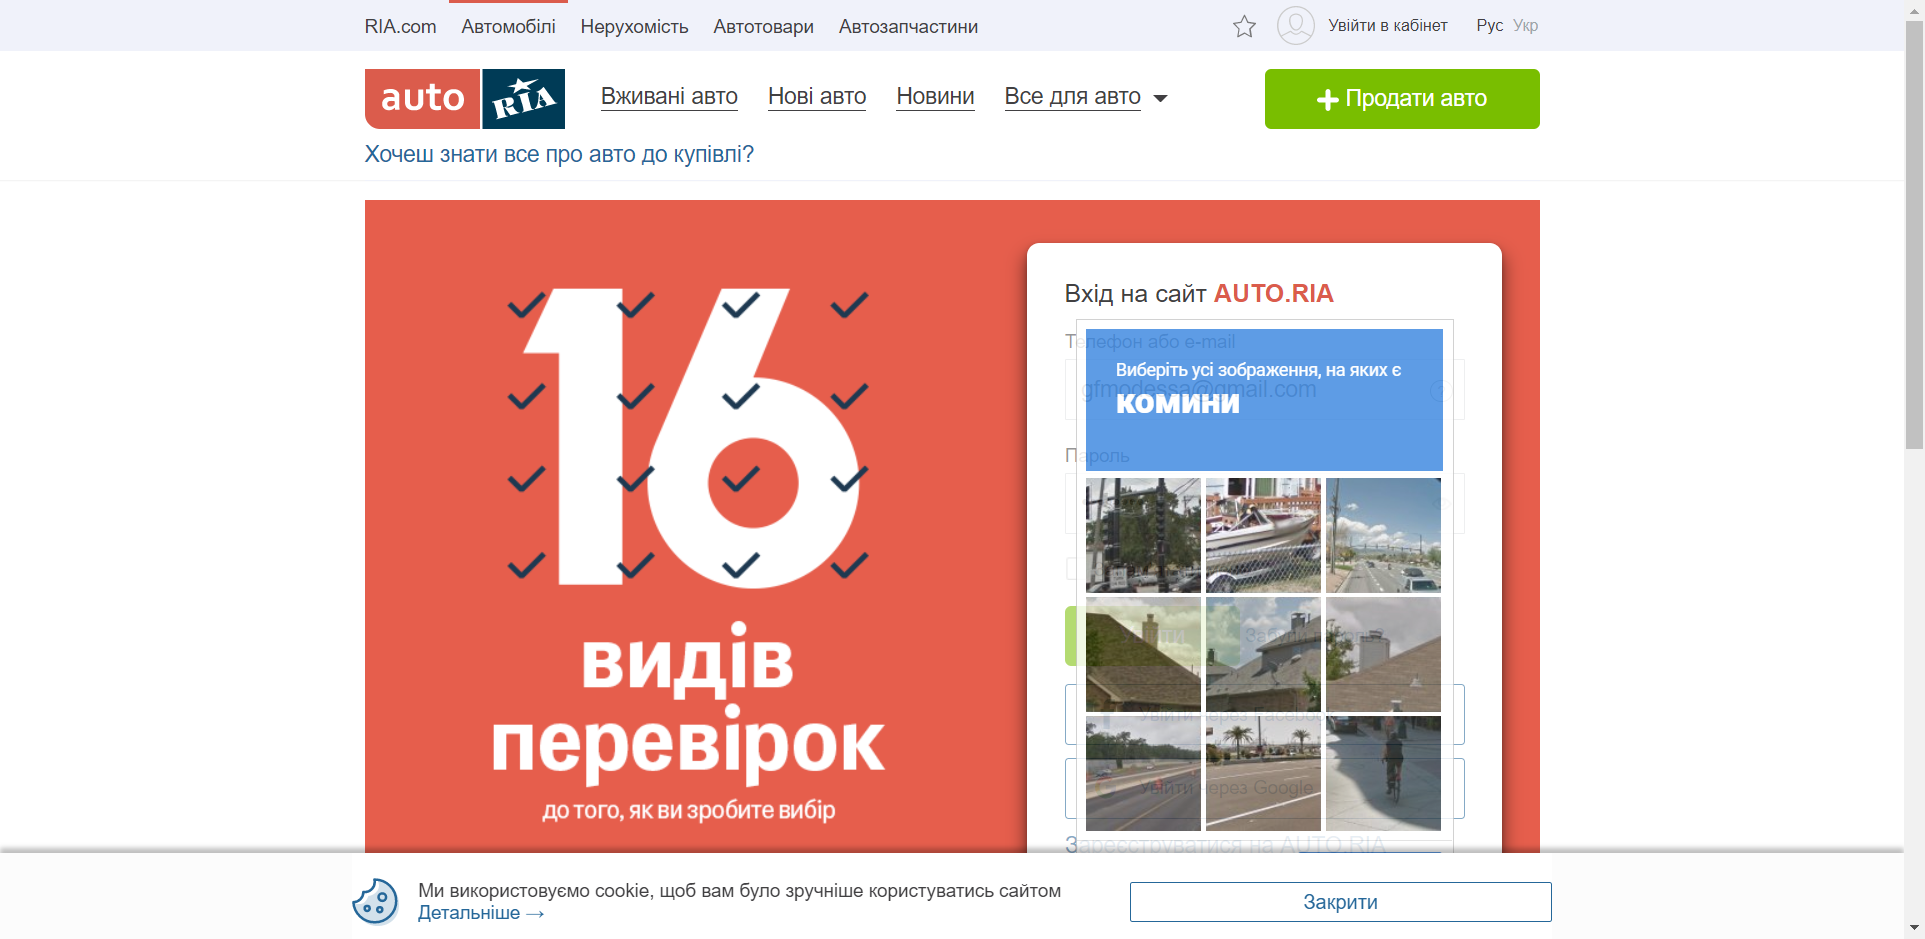 RIA.com Автомобілі Нерухомість Автотовари Автозапчастини Увійти в кабінет Рус Укр
auto RIA Вживані авто Нові авто Новини Все для авто Продати авто
Хочеш знати все про авто до купівлі?
16
видів
перевірок
до того, як ви зробите вибір
Вхід на сайт AUTO.RIA
Телефон або e-mail
Виберіть усі зображення, на яких є
gfmodessa@gmail.com
комини
Пароль
Увійти через Facebook
Увійти через Google
Зареєструватися на AUTO.RIA
Ми використовуємо cookie, щоб вам було зручніше користуватись сайтом
Детальніше →
Закрити